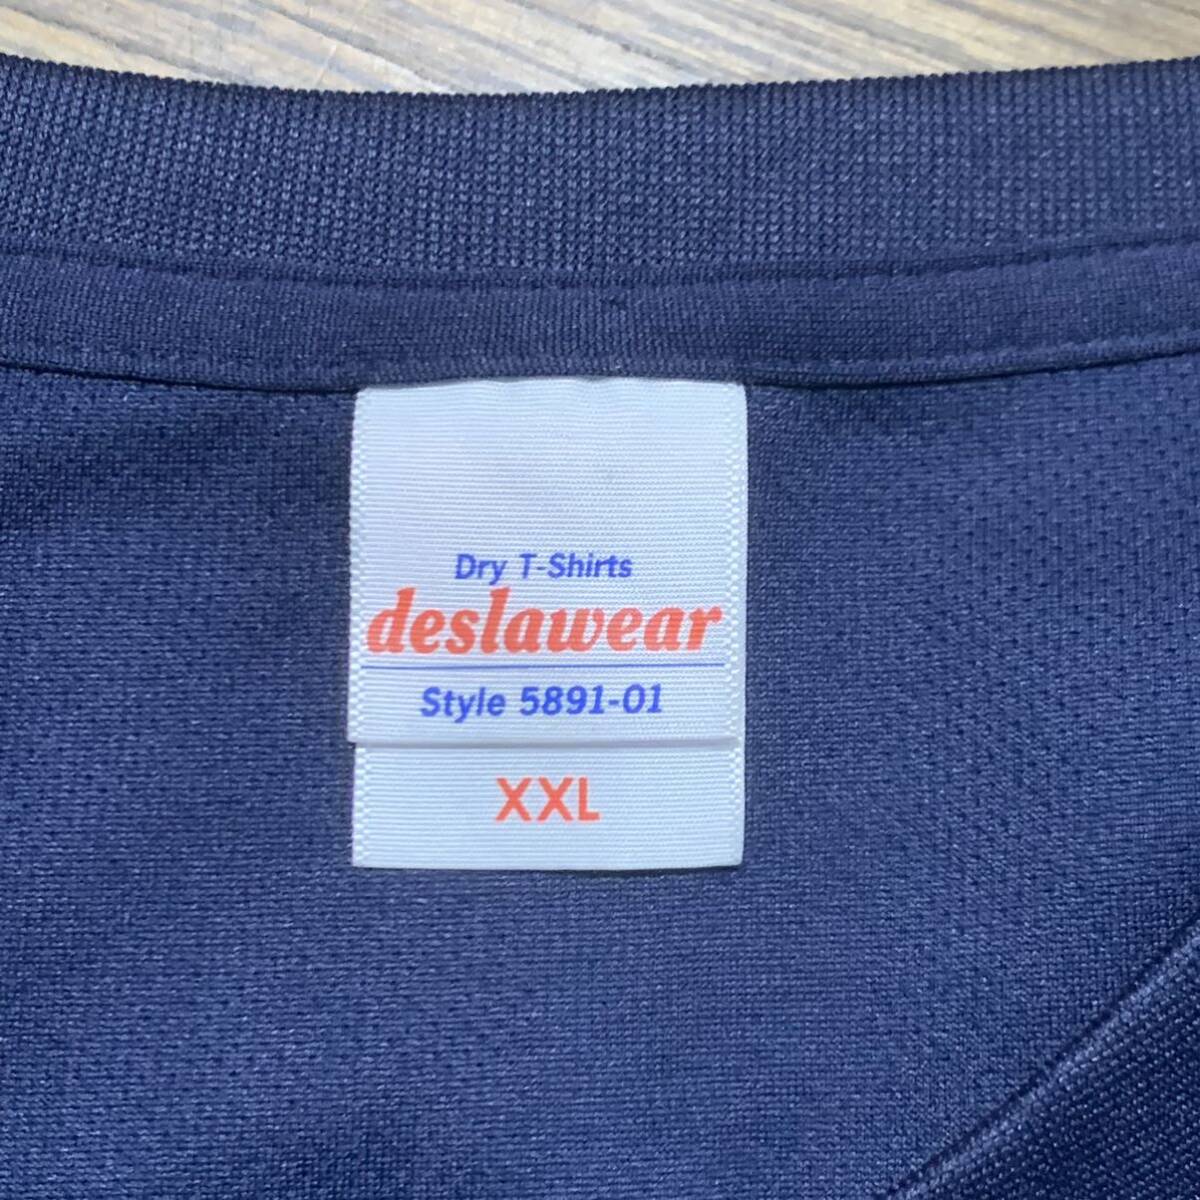 Dry T-Shirts
deslawear
Style 5891-01
XXL